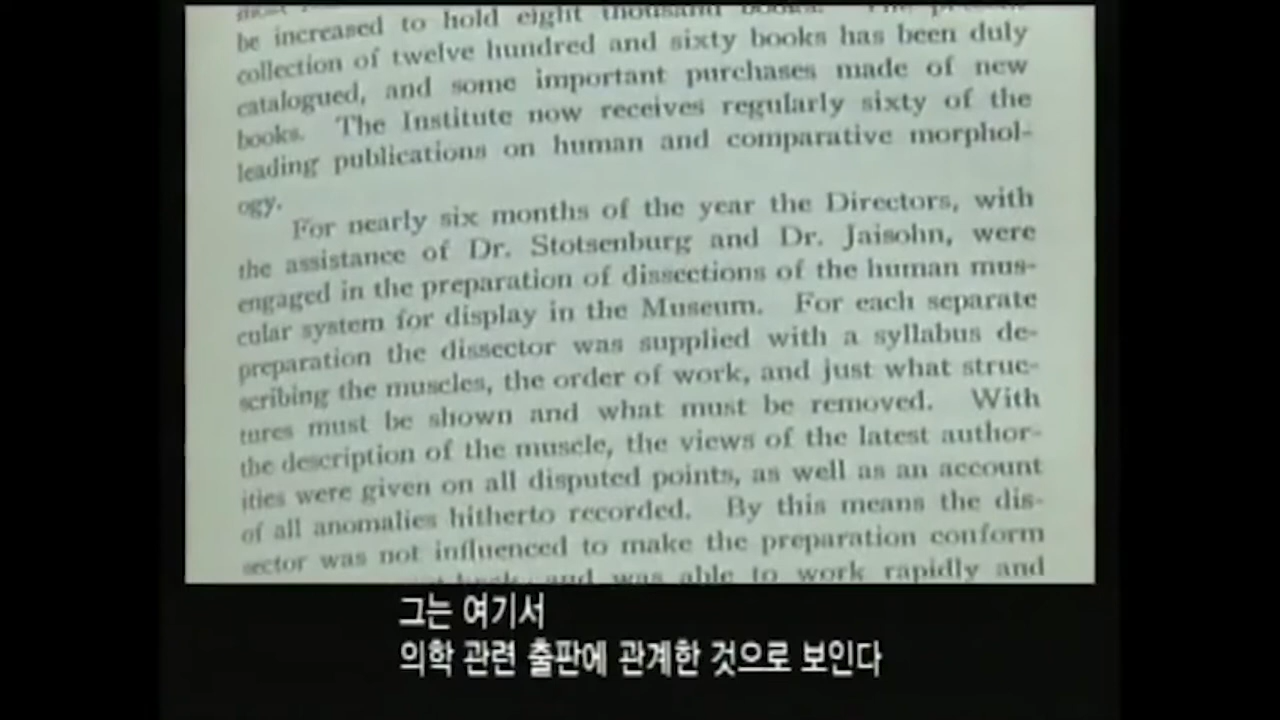 be increased to hold eight thousand books. The
collection of twelve hundred and sixty books has been duly
catalogued, and some important purchases made of new
books. The Institute now receives regularly sixty of the
leading publications on human and comparative morphol-
ogy.
For nearly six months of the year the Directors, with
the assistance of Dr. Stotsenburg and Dr. Jaisohn, were
engaged in the preparation of dissections of the human mus-
cular system for display in the Museum. For each separate
preparation the dissector was supplied with a syllabus de-
scribing the muscles, the order of work, and just what struc-
tures must be shown and what must be removed. With
the description of the muscle, the views of the latest author-
ities were given on all disputed points, as well as an account
of all anomalies hitherto recorded. By this means the dis-
sector was not influenced to make the preparation conform
and was able to work rapidly and
그는 여기서
의학 관련 출판에 관계한 것으로 보인다